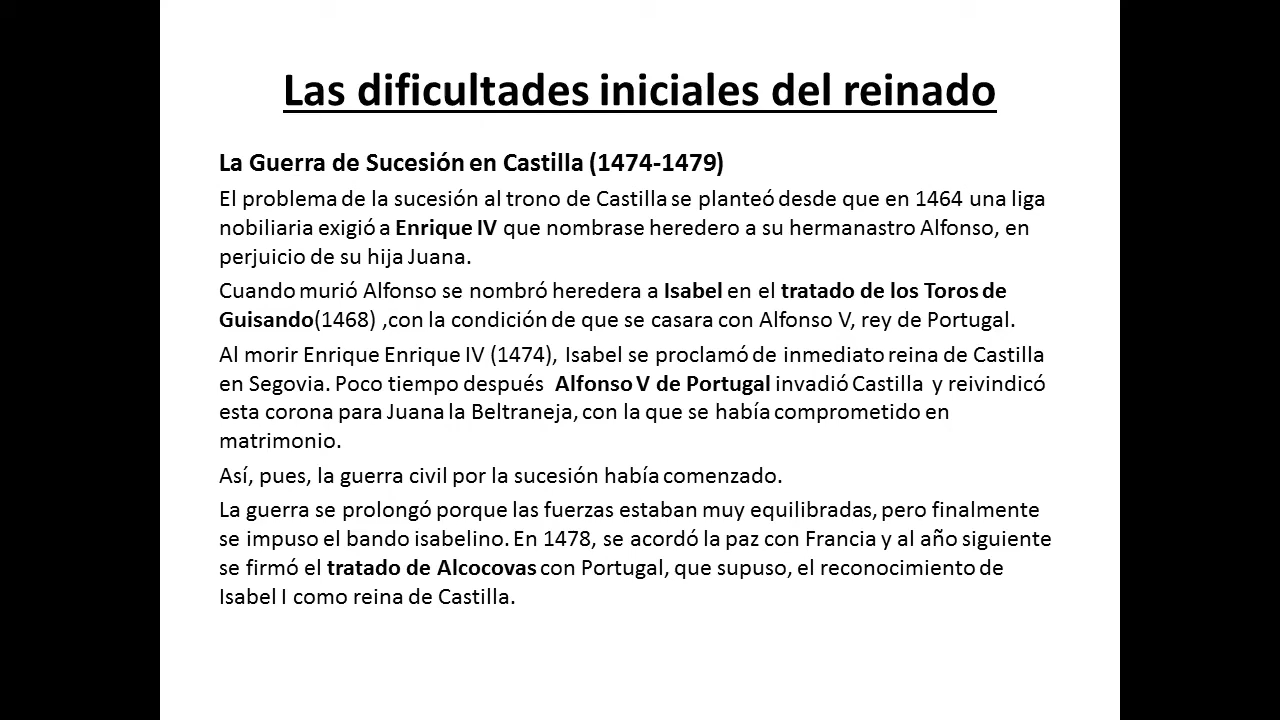 Las dificultades iniciales del reinado
La Guerra de Sucesión en Castilla (1474-1479)
El problema de la sucesión al trono de Castilla se planteó desde que en 1464 una liga
nobiliaria exigió a Enrique IV que nombrase heredero a su hermanastro Alfonso, en
perjuicio de su hija Juana.
Cuando murió Alfonso se nombró heredera a Isabel en el tratado de los Toros de
Guisando(1468) ,con la condición de que se casara con Alfonso V, rey de Portugal.
Al morir Enrique Enrique IV (1474), Isabel se proclamó de inmediato reina de Castilla
en Segovia. Poco tiempo después Alfonso V de Portugal invadió Castilla y reivindicó
esta corona para Juana la Beltraneja, con la que se había comprometido en
matrimonio.
Así, pues, la guerra civil por la sucesión había comenzado.
La guerra se prolongó porque las fuerzas estaban muy equilibradas, pero finalmente
se impuso el bando isabelino. En 1478, se acordó la paz con Francia y al año siguiente
se firmó el tratado de Alcocovas con Portugal, que supuso, el reconocimiento de
Isabel I como reina de Castilla.